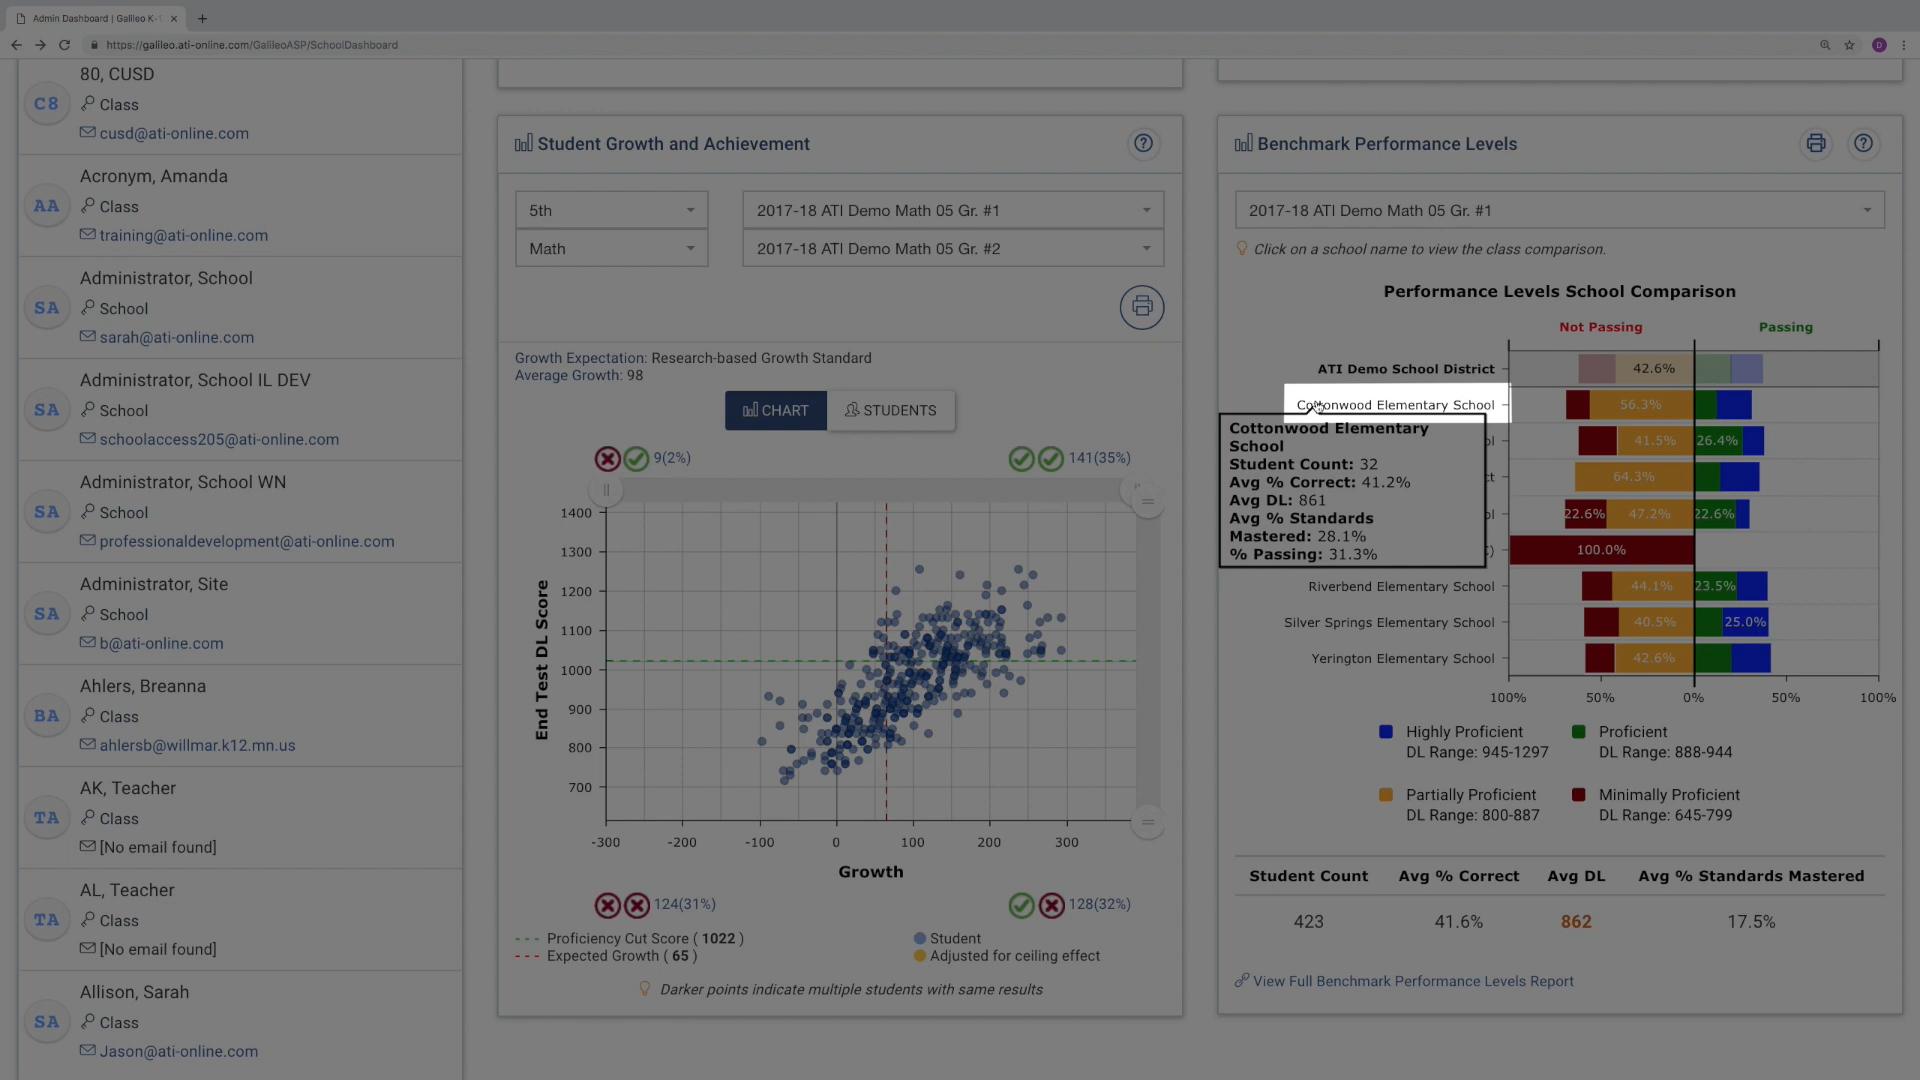 Admin Dashboard | Galileo K-1
https://galileo.ati-online.com/GalileoASP/SchoolDashboard
D
80, CUSD
C8
Class
cusd@ati-online.com
Acronym, Amanda
AA
Class
training@ati-online.com
Administrator, School
SA
School
sarah@ati-online.com
Administrator, School IL DEV
SA
School
schoolaccess205@ati-online.com
Administrator, School WN
SA
School
professionaldevelopment@ati-online.com
Administrator, Site
SA
School
b@ati-online.com
Ahlers, Breanna
BA
Class
ahlersb@willmar.k12.mn.us
AK, Teacher
TA
Class
[No email found]
AL, Teacher
TA
Class
[No email found]
Allison, Sarah
SA
Class
Jason@ati-online.com
Student Growth and Achievement
?
5th
2017-18 ATI Demo Math 05 Gr. #1
Math
2017-18 ATI Demo Math 05 Gr. #2
Growth Expectation: Research-based Growth Standard
Average Growth: 98
CHART
STUDENTS
9(2%)
141(35%)
1400
1300
1200
1100
1000
900
800
700
End Test DL Score
-300 -200 -100 0 100 200 300
Growth
124(31%)
128(32%)
Proficiency Cut Score ( 1022 )
Student
Expected Growth ( 65 )
Adjusted for ceiling effect
Darker points indicate multiple students with same results
Benchmark Performance Levels
?
2017-18 ATI Demo Math 05 Gr. #1
Click on a school name to view the class comparison.
Performance Levels School Comparison
Not Passing
Passing
ATI Demo School District
42.6%
Cottonwood Elementary School
56.3%
Cottonwood Elementary
School
Student Count: 32
Avg % Correct: 41.2%
Avg DL: 861
Avg % Standards
Mastered: 28.1%
% Passing: 31.3%
41.5% 26.4%
64.3%
22.6% 47.2% 22.6%
100.0%
Riverbend Elementary School
44.1% 23.5%
Silver Springs Elementary School
40.5% 25.0%
Yerington Elementary School
42.6%
100% 50% 0% 50% 100%
Highly Proficient
DL Range: 945-1297
Proficient
DL Range: 888-944
Partially Proficient
DL Range: 800-887
Minimally Proficient
DL Range: 645-799
Student Count Avg % Correct Avg DL Avg % Standards Mastered
423 41.6% 862 17.5%
View Full Benchmark Performance Levels Report